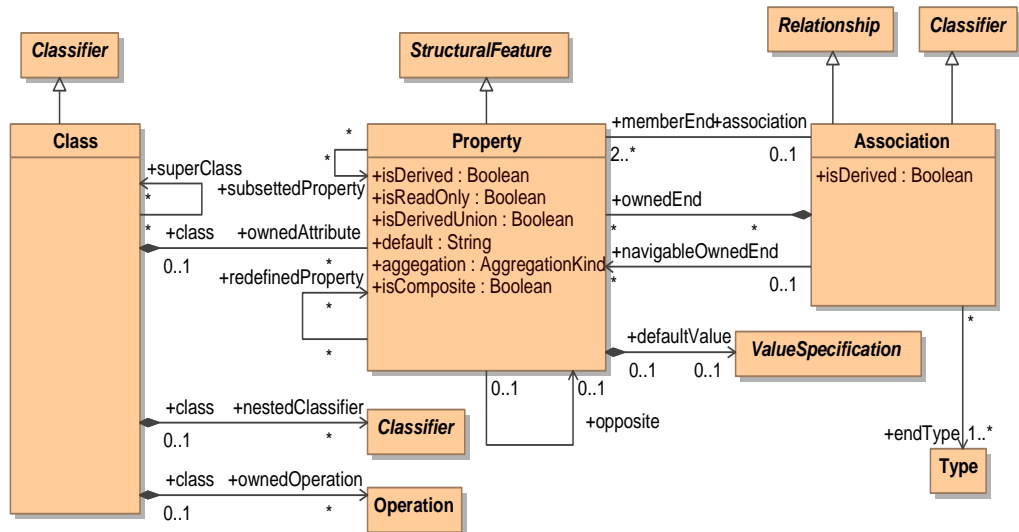 Classifier
StructuralFeature
Relationship
Classifier
Class
+superClass
*
*
+subsettedProperty
+class
+ownedAttribute
0..1
*
+redefinedProperty
*
*
+class
+nestedClassifier
0..1
*
Classifier
+class
+ownedOperation
0..1
*
Operation
*
*
Property
+isDerived : Boolean
+isReadOnly : Boolean
+isDerivedUnion : Boolean
+default : String
+aggegation : AggregationKind
+isComposite : Boolean
0..1
0..1
+opposite
+memberEnd
+association
2..*
0..1
+ownedEnd
*
*
+navigableOwnedEnd
*
0..1
+defaultValue
0..1
0..1
ValueSpecification
Association
+isDerived : Boolean
*
+endType
1..*
Type